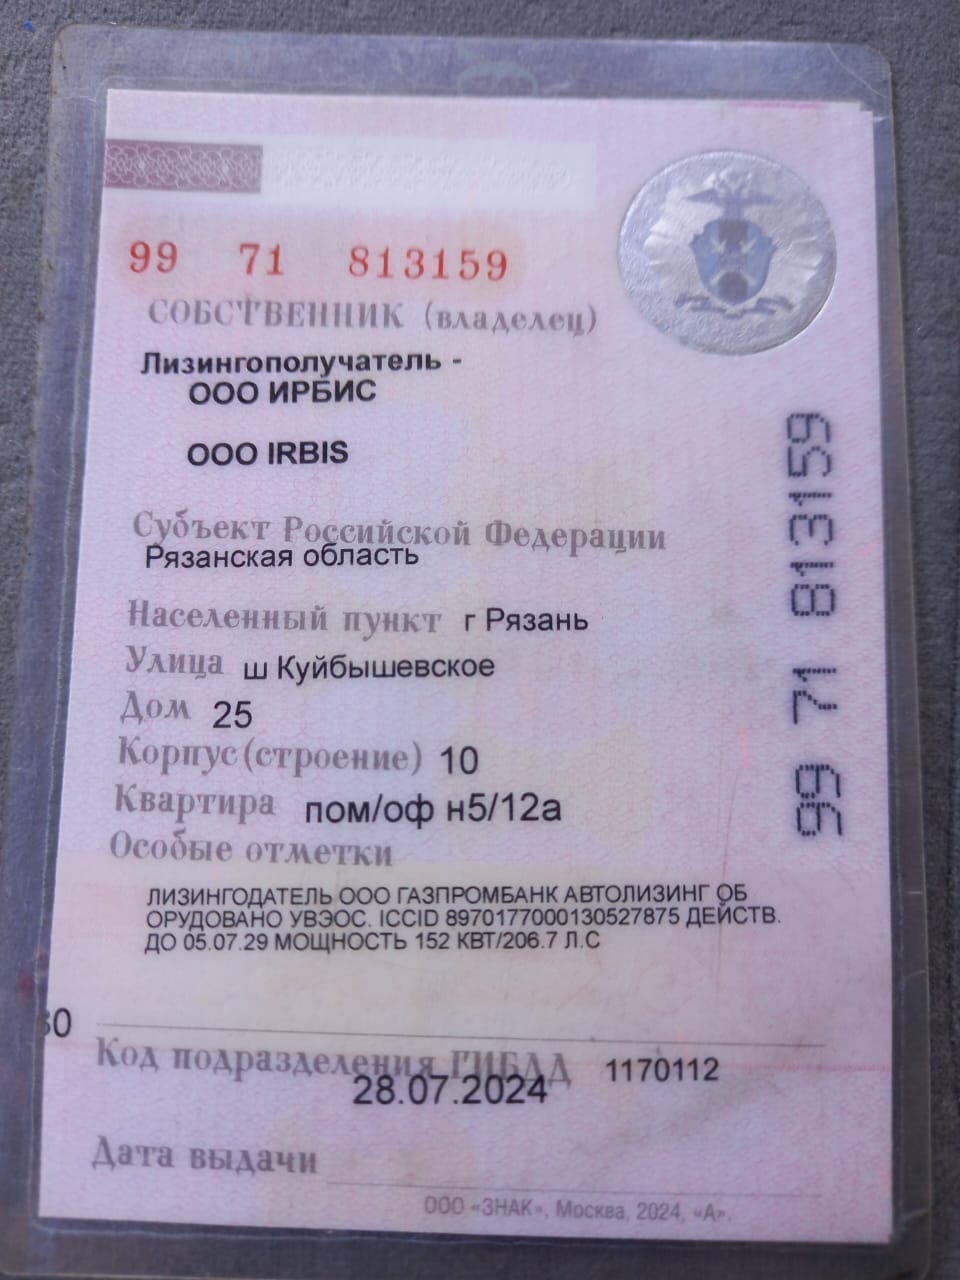 99 71 813159
СОБСТВЕННИК (владелец)
Лизингополучатель -
ООО ИРБИС
ООО IRBIS
Субъект Российской Федерации
Рязанская область
Населенный пункт г Рязань
Улица ш Куйбышевское
Дом 25
Корпус(строение) 10
Квартира пом/оф н5/12а
Особые отметки
ЛИЗИНГОДАТЕЛЬ ООО ГАЗПРОМБАНК АВТОЛИЗИНГ ОБ
ОРУДОВАНО УВЭОС. ICCID 8970177000130527875 ДЕЙСТВ.
ДО 05.07.29 МОЩНОСТЬ 152 КВТ/206.7 Л.С
Код подразделения ГИБДД 1170112
28.07.2024
Дата выдачи
ООО «ЗНАК», Москва, 2024, «А».
99 71 813159